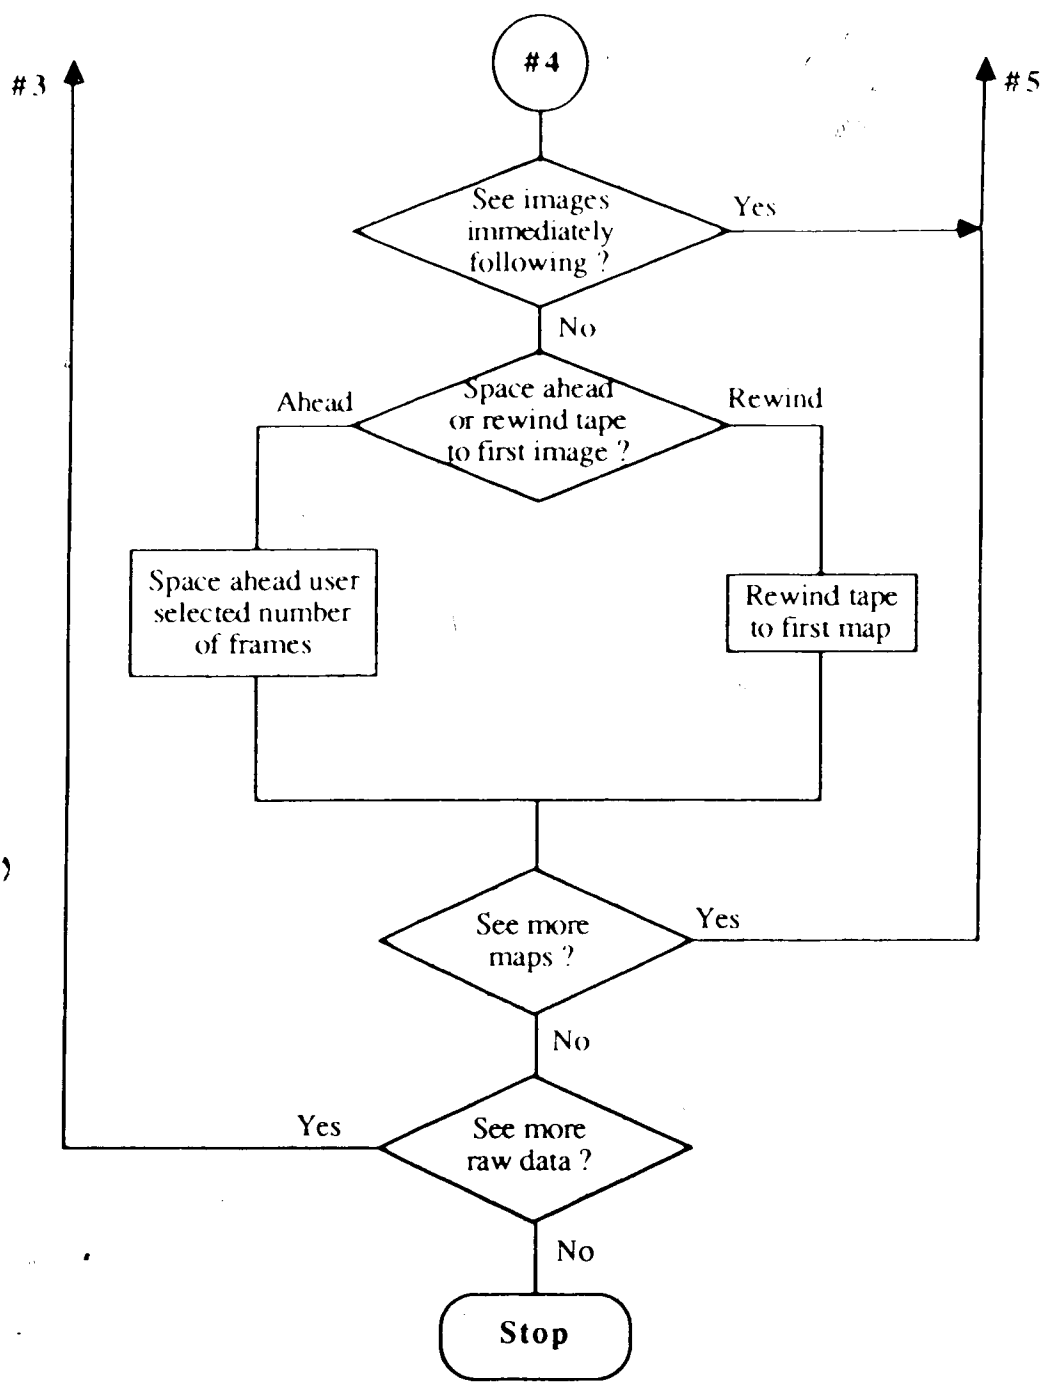 #4
#3
#5
See images
immediately
following ?
Yes
No
Space ahead
or rewind tape
to first image ?
Ahead
Rewind
Space ahead user
selected number
of frames
Rewind tape
to first map
See more
maps ?
Yes
No
See more
raw data ?
Yes
No
Stop